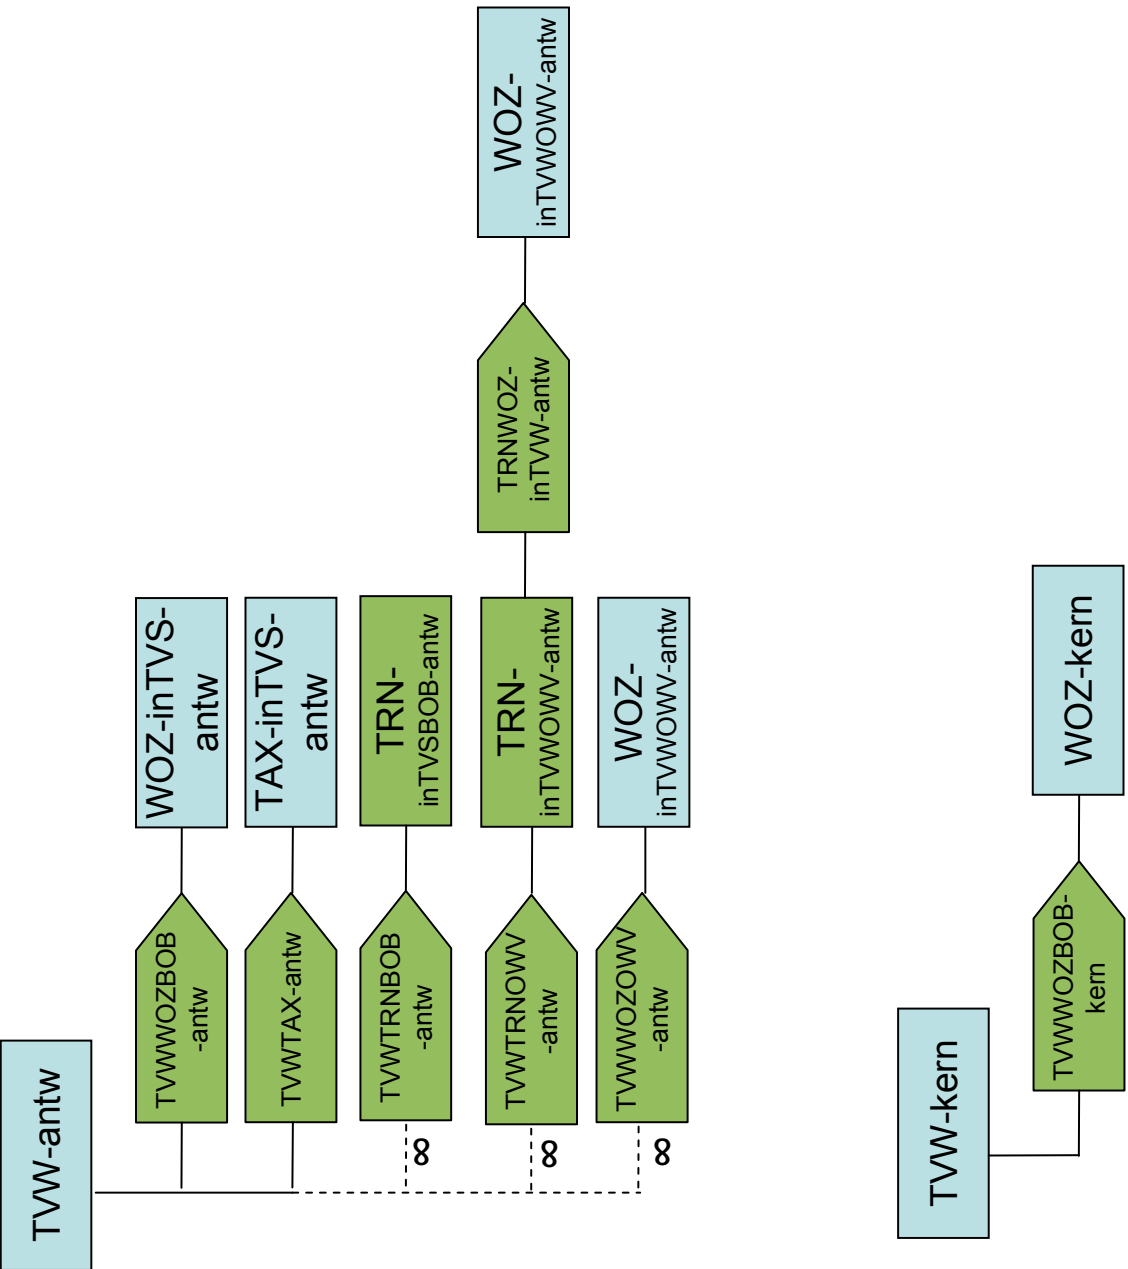 TVW-antw
TVWWOZBOB
-antw
WOZ-inTVS-
antw
TVWTAX-antw
TAX-inTVS-
antw
∞
TVWTRNBOB
-antw
TRN-
inTVSBOB-antw
∞
TVWTRNOWV
-antw
TRN-
inTVWOWV-antw
TRNWOZ-
inTVW-antw
WOZ-
inTVWOWV-antw
∞
TVWWOZOWV
-antw
WOZ-
inTVWOWV-antw
TVW-kern
TVWWOZBOB-
kern
WOZ-kern